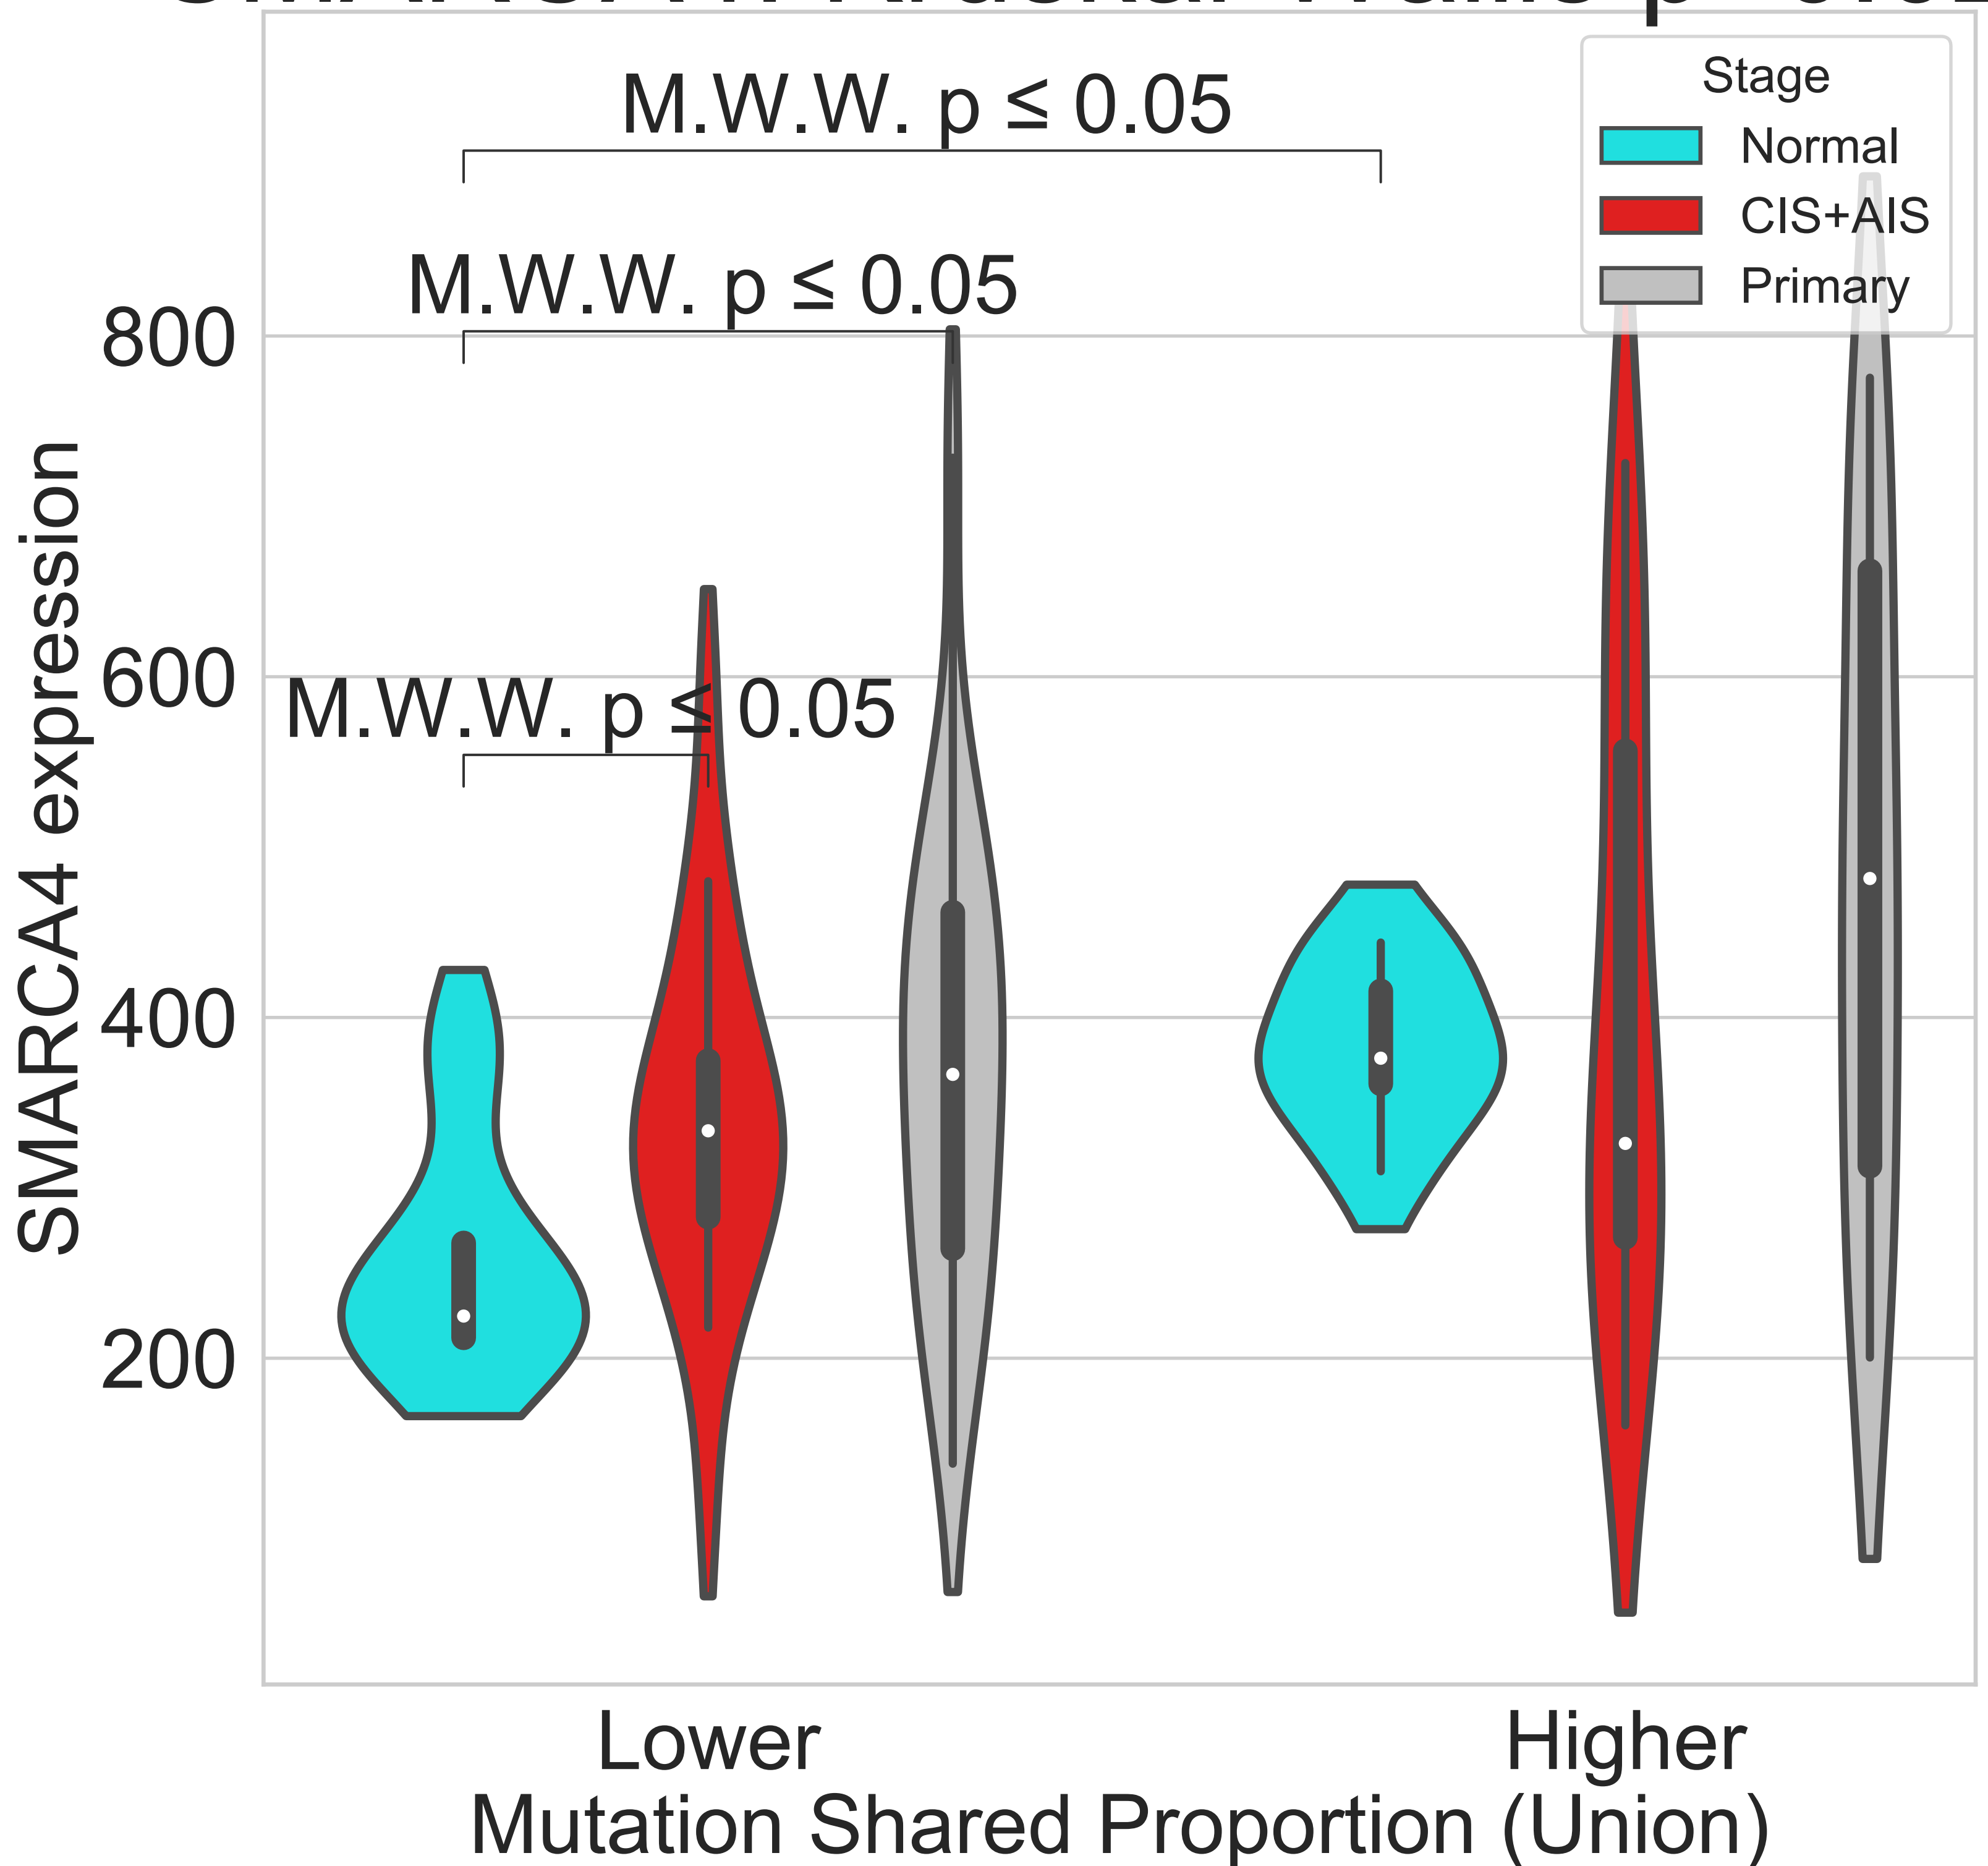 M.W.W. p ≤ 0.05
Stage
Normal
CIS+AIS
Primary
M.W.W. p ≤ 0.05
800
600
M.W.W. p ≤ 0.05
400
200
SMARCA4 expression
Lower
Higher
Mutation Shared Proportion (Union)